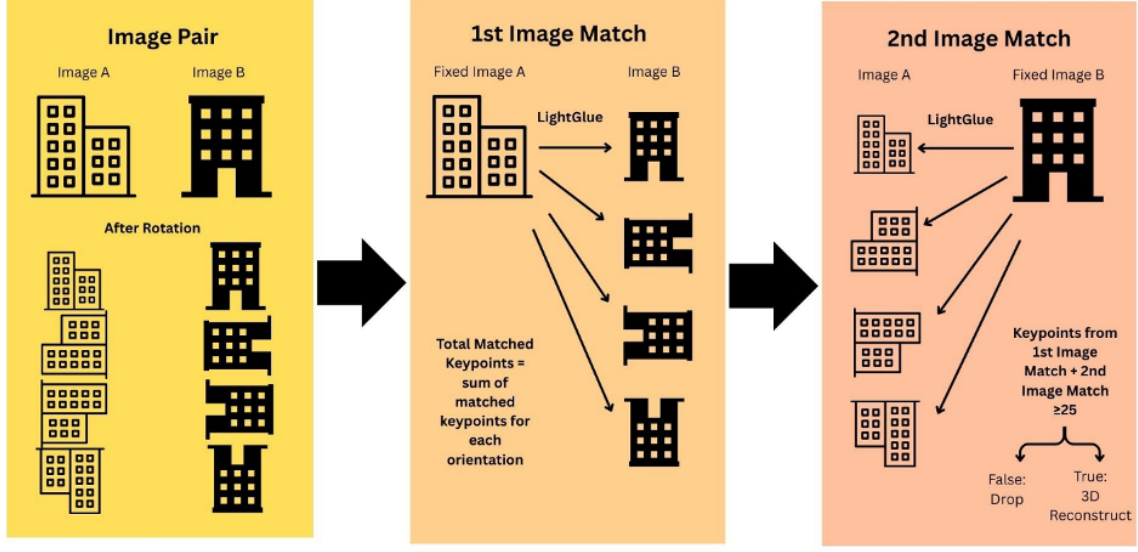 Image Pair
Image A
Image B
After Rotation
1st Image Match
Fixed Image A
Image B
LightGlue
Total Matched
Keypoints =
sum of
matched
keypoints for
each
orientation
2nd Image Match
Image A
Fixed Image B
LightGlue
Keypoints from
1st Image
Match + 2nd
Image Match
≥25
False:
Drop
True:
3D
Reconstruct